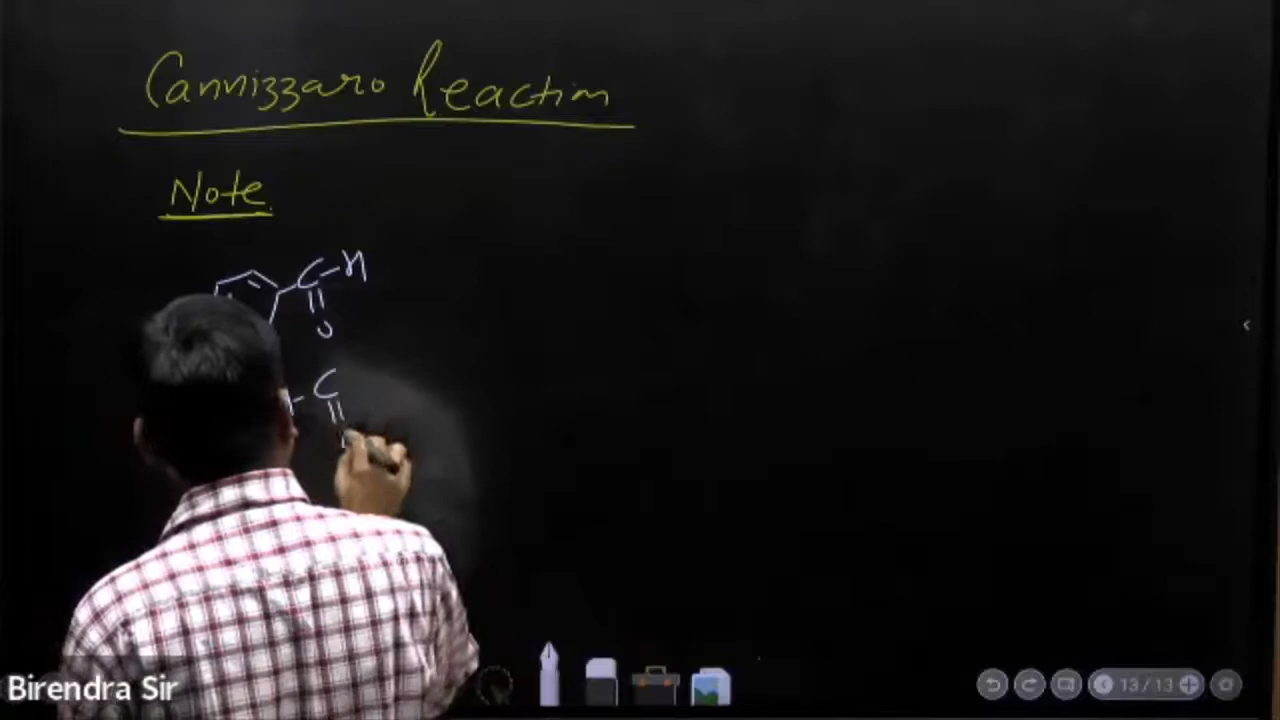 Cannizzaro Reaction
Note
C-H
O
C
Birendra Sir
13/13